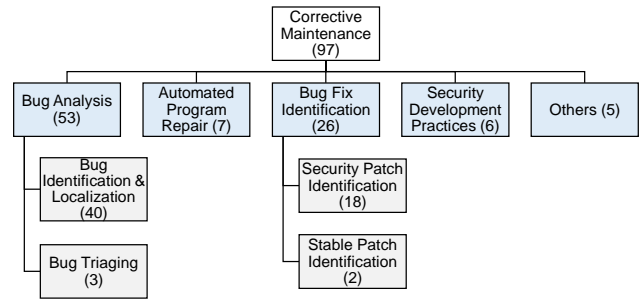 Corrective
Maintenance
(97)
Bug Analysis
(53)
Automated
Program
Repair (7)
Bug Fix
Identification
(26)
Security
Development
Practices (6)
Others (5)
Bug
Identification &
Localization
(40)
Security Patch
Identification
(18)
Bug Triaging
(3)
Stable Patch
Identification
(2)